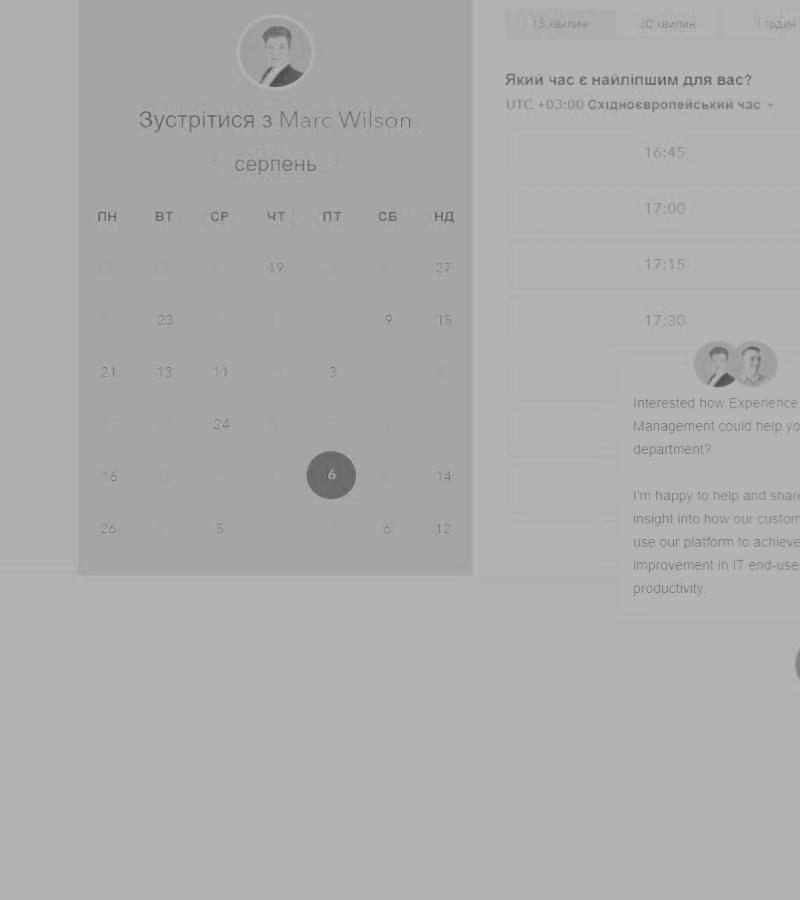 Зустрітися з Marc Wilson
серпень
ПН ВТ СР ЧТ ПТ СБ НД
19 27
23 9 15
21 13 11 3
24
16 6 14
26 5 6 12
15 хвилин 30 хвилин 1 годин
Який час є найліпшим для вас?
UTC +03:00 Східноєвропейський час
16:45
17:00
17:15
17:30
Interested how Experience
Management could help yo
department?
I'm happy to help and share
insight into how our custom
use our platform to achieve
improvement in IT end-use
productivity.